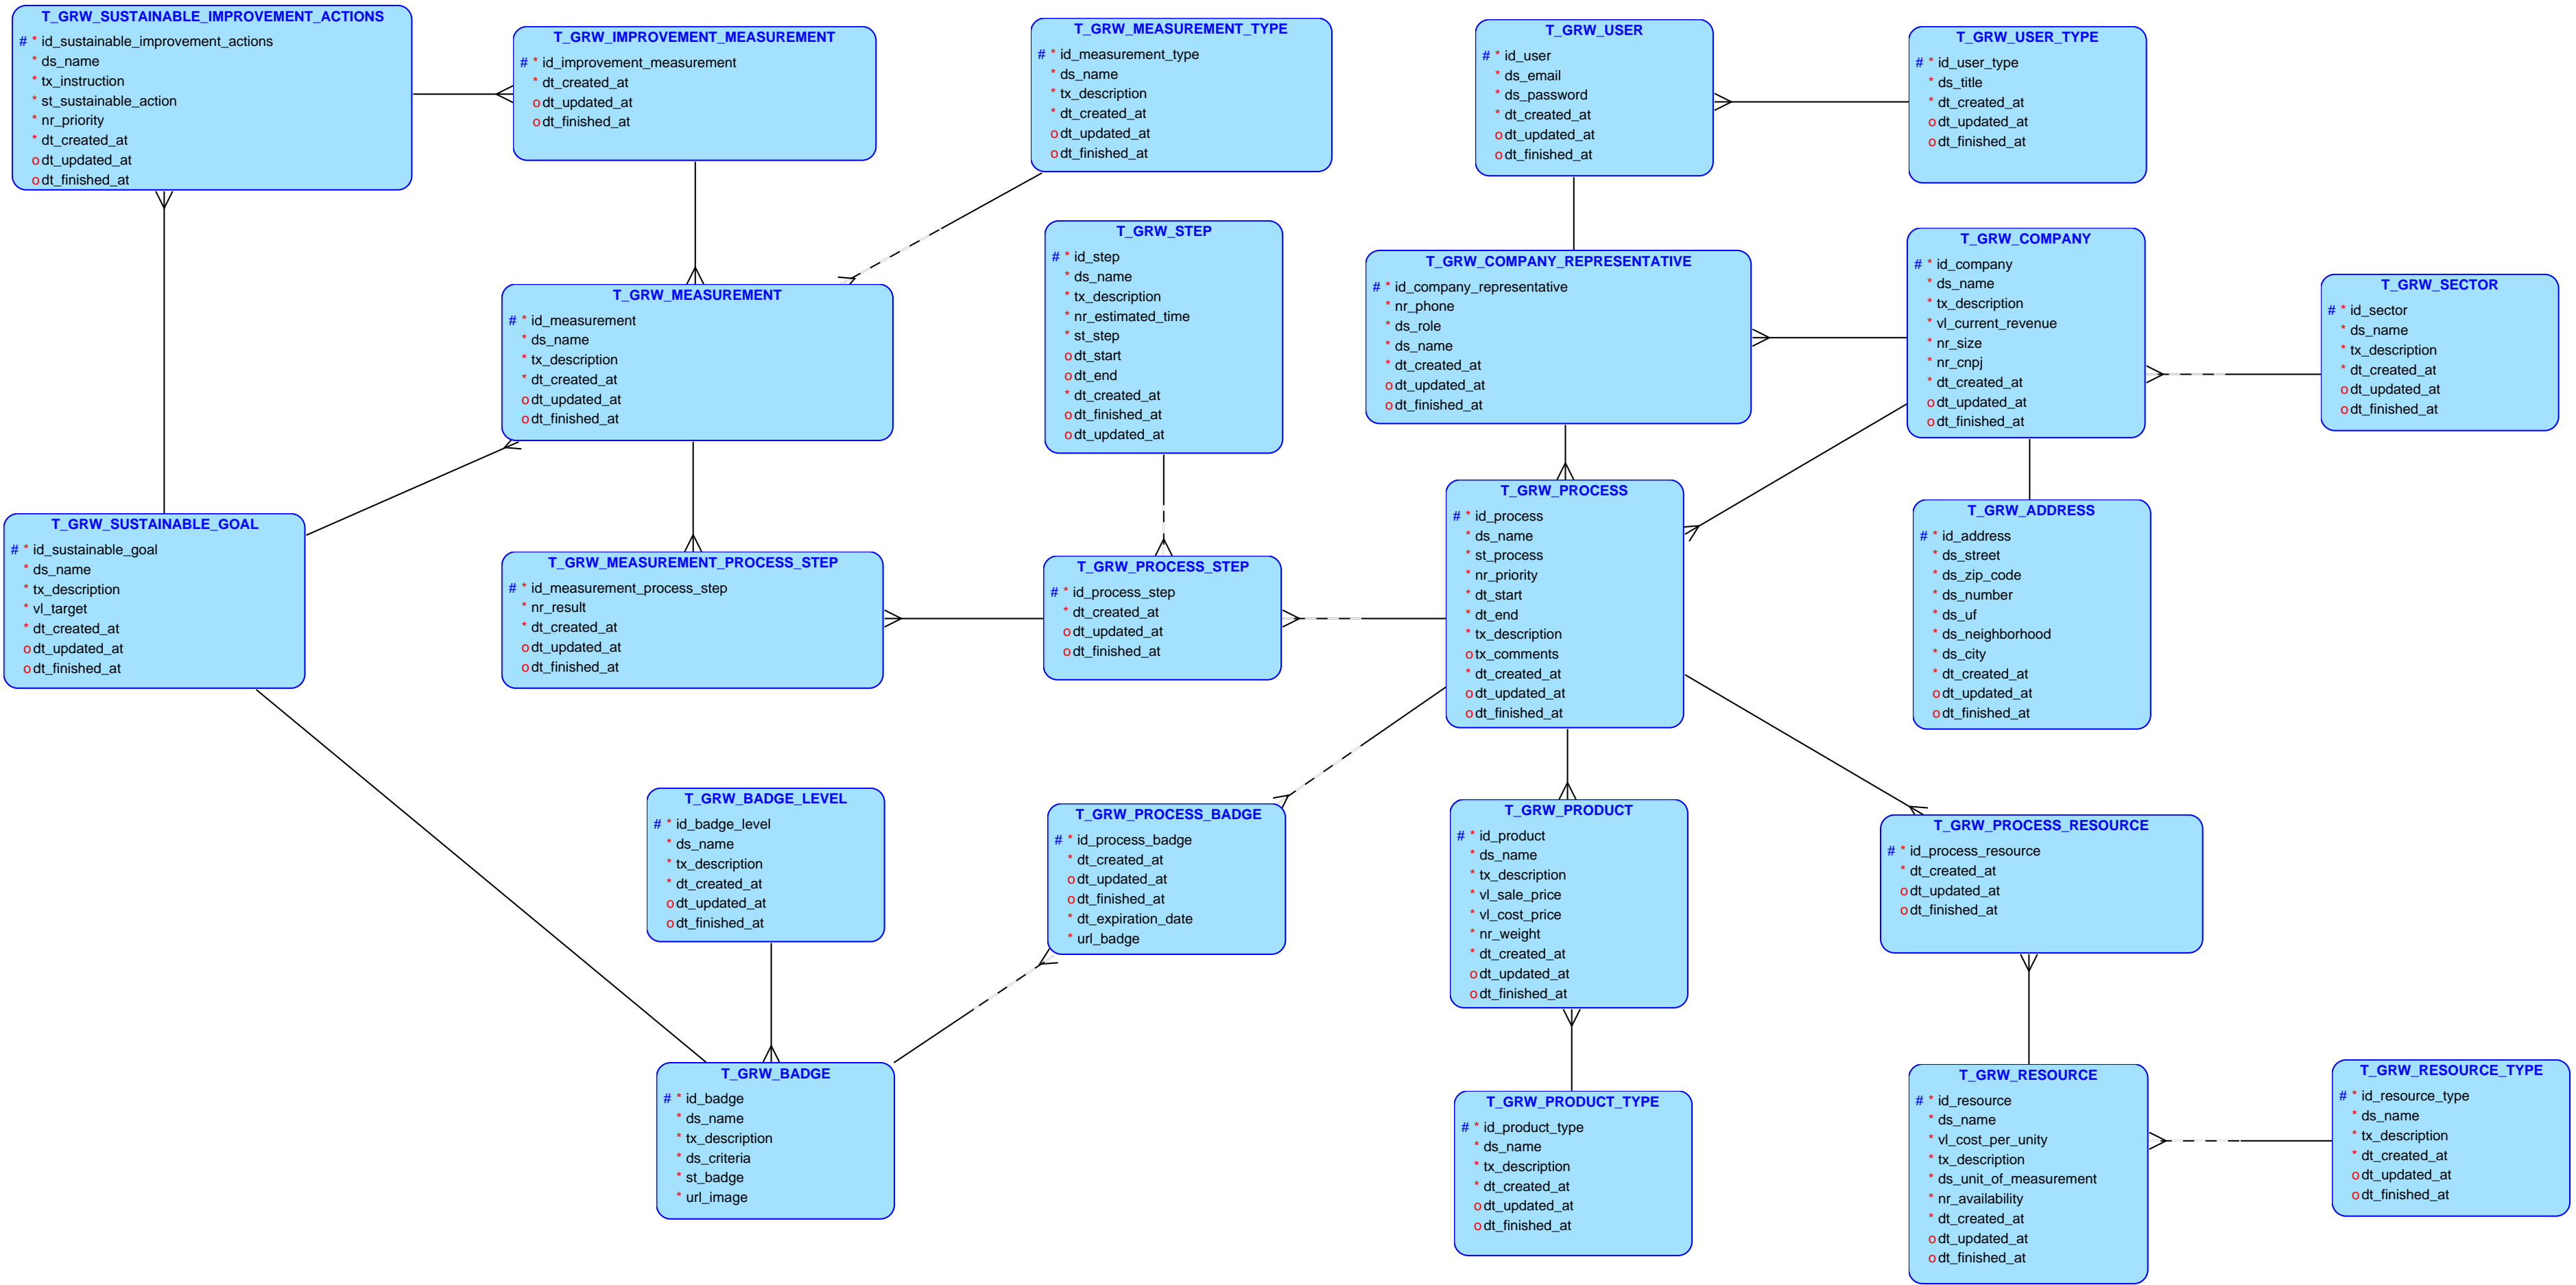 T_GRW_SUSTAINABLE_IMPROVEMENT_ACTIONS
# * id_sustainable_improvement_actions
* ds_name
* tx_instruction
* st_sustainable_action
* nr_priority
* dt_created_at
o dt_updated_at
o dt_finished_at
T_GRW_IMPROVEMENT_MEASUREMENT
# * id_improvement_measurement
* dt_created_at
o dt_updated_at
o dt_finished_at
T_GRW_MEASUREMENT_TYPE
# * id_measurement_type
* ds_name
* tx_description
* dt_created_at
o dt_updated_at
o dt_finished_at
T_GRW_USER
# * id_user
* ds_email
* ds_password
* dt_created_at
o dt_updated_at
o dt_finished_at
T_GRW_USER_TYPE
# * id_user_type
* ds_title
* dt_created_at
o dt_updated_at
o dt_finished_at
T_GRW_MEASUREMENT
# * id_measurement
* ds_name
* tx_description
* dt_created_at
o dt_updated_at
o dt_finished_at
T_GRW_STEP
# * id_step
* ds_name
* tx_description
* nr_estimated_time
* st_step
o dt_start
o dt_end
* dt_created_at
o dt_finished_at
o dt_updated_at
T_GRW_COMPANY_REPRESENTATIVE
# * id_company_representative
* nr_phone
* ds_role
* ds_name
* dt_created_at
o dt_updated_at
o dt_finished_at
T_GRW_COMPANY
# * id_company
* ds_name
* tx_description
* vl_current_revenue
* nr_size
* nr_cnpj
* dt_created_at
o dt_updated_at
o dt_finished_at
T_GRW_SECTOR
# * id_sector
* ds_name
* tx_description
* dt_created_at
o dt_updated_at
o dt_finished_at
T_GRW_SUSTAINABLE_GOAL
# * id_sustainable_goal
* ds_name
* tx_description
* vl_target
* dt_created_at
o dt_updated_at
o dt_finished_at
T_GRW_MEASUREMENT_PROCESS_STEP
# * id_measurement_process_step
* nr_result
* dt_created_at
o dt_updated_at
o dt_finished_at
T_GRW_PROCESS_STEP
# * id_process_step
* dt_created_at
o dt_updated_at
o dt_finished_at
T_GRW_PROCESS
# * id_process
* ds_name
* st_process
* nr_priority
* dt_start
* dt_end
* tx_description
o tx_comments
* dt_created_at
o dt_updated_at
o dt_finished_at
T_GRW_ADDRESS
# * id_address
* ds_street
* ds_zip_code
* ds_number
* ds_uf
* ds_neighborhood
* ds_city
* dt_created_at
o dt_updated_at
o dt_finished_at
T_GRW_BADGE_LEVEL
# * id_badge_level
* ds_name
* tx_description
* dt_created_at
o dt_updated_at
o dt_finished_at
T_GRW_PROCESS_BADGE
# * id_process_badge
* dt_created_at
o dt_updated_at
o dt_finished_at
* dt_expiration_date
* url_badge
T_GRW_PRODUCT
# * id_product
* ds_name
* tx_description
* vl_sale_price
* vl_cost_price
* nr_weight
* dt_created_at
o dt_updated_at
o dt_finished_at
T_GRW_PROCESS_RESOURCE
# * id_process_resource
* dt_created_at
o dt_updated_at
o dt_finished_at
T_GRW_BADGE
# * id_badge
* ds_name
* tx_description
* ds_criteria
* st_badge
* url_image
T_GRW_PRODUCT_TYPE
# * id_product_type
* ds_name
* tx_description
* dt_created_at
o dt_updated_at
o dt_finished_at
T_GRW_RESOURCE
# * id_resource
* ds_name
* vl_cost_per_unity
* tx_description
* ds_unit_of_measurement
* nr_availability
* dt_created_at
o dt_updated_at
o dt_finished_at
T_GRW_RESOURCE_TYPE
# * id_resource_type
* ds_name
* tx_description
* dt_created_at
o dt_updated_at
o dt_finished_at